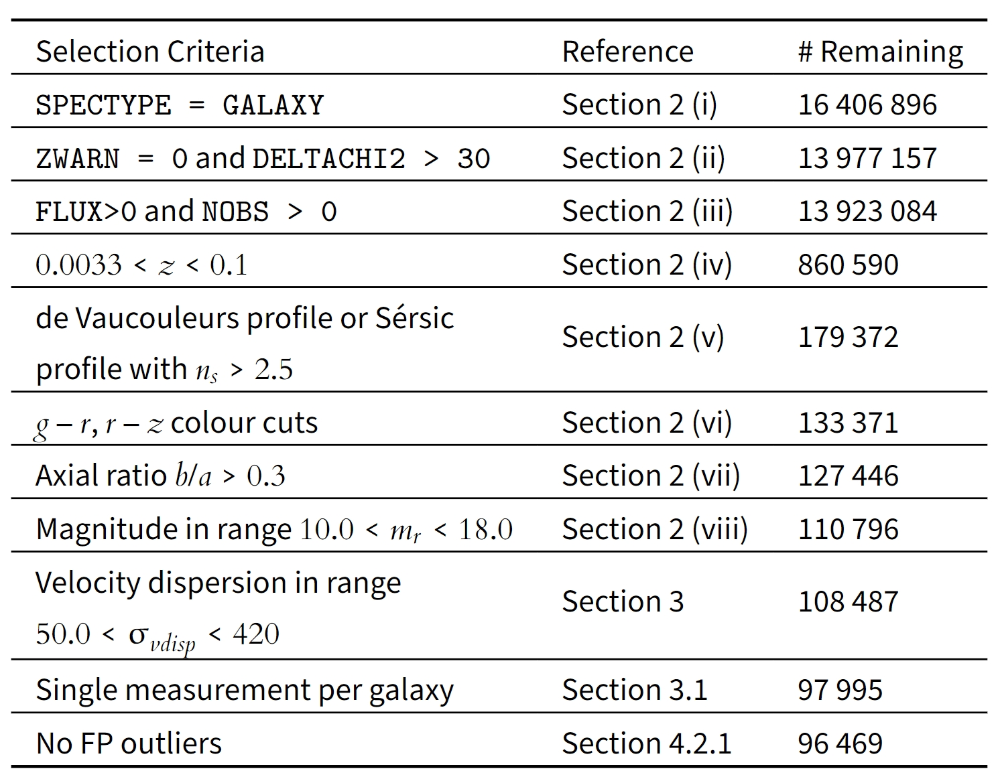 Selection Criteria Reference # Remaining
SPECTYPE = GALAXY Section 2 (i) 16 406 896
ZWARN = 0 and DELTACHI2 > 30 Section 2 (ii) 13 977 157
FLUX>0 and NOBS > 0 Section 2 (iii) 13 923 084
0.0033 < z < 0.1 Section 2 (iv) 860 590
de Vaucouleurs profile or Sérsic
profile with n_s > 2.5 Section 2 (v) 179 372
g – r, r – z colour cuts Section 2 (vi) 133 371
Axial ratio b/a > 0.3 Section 2 (vii) 127 446
Magnitude in range 10.0 < m_r < 18.0 Section 2 (viii) 110 796
Velocity dispersion in range
50.0 < σ_vdisp < 420 Section 3 108 487
Single measurement per galaxy Section 3.1 97 995
No FP outliers Section 4.2.1 96 469